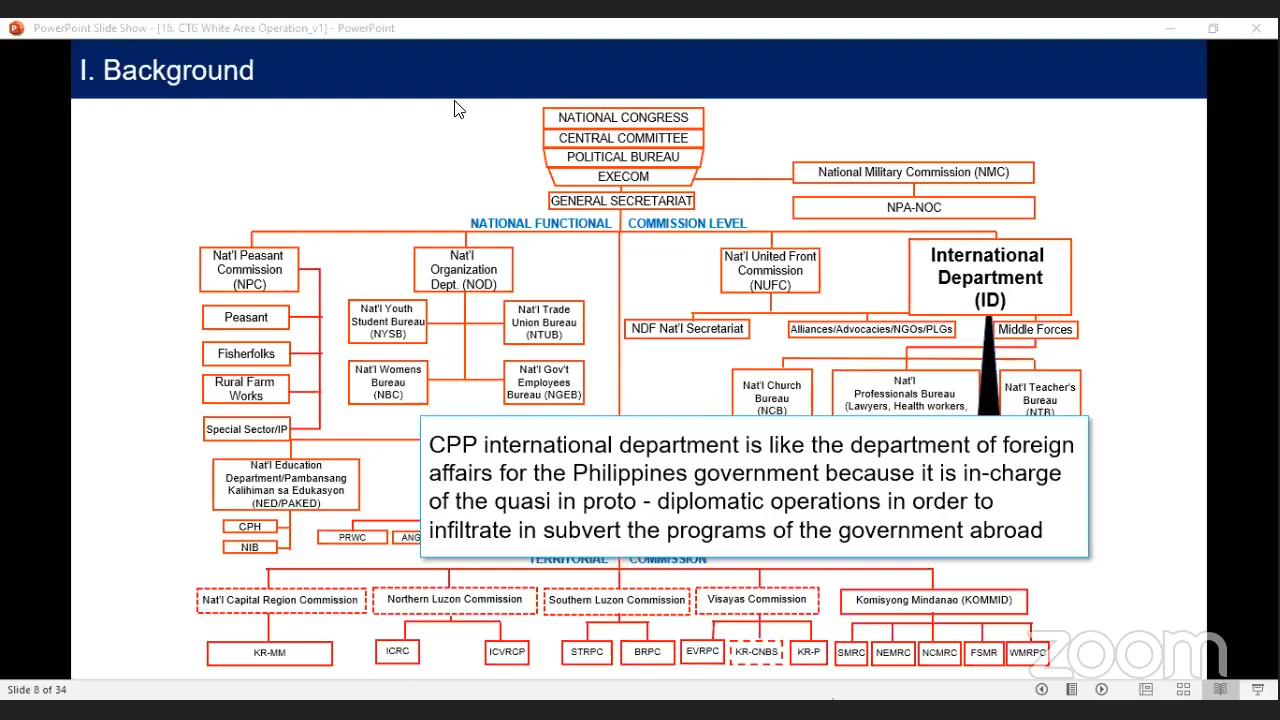 PowerPoint Slide Show - [16. CTG White Area Operation_v1] - PowerPoint
I. Background
NATIONAL CONGRESS
CENTRAL COMMITTEE
POLITICAL BUREAU
EXECOM
GENERAL SECRETARIAT
National Military Commission (NMC)
NPA-NOC
NATIONAL FUNCTIONAL COMMISSION LEVEL
Nat'l Peasant
Commission
(NPC)
Peasant
Fisherfolks
Rural Farm
Works
Special Sector/IP
Nat'l
Organization
Dept. (NOD)
Nat'l Youth
Student Bureau
(NYSB)
Nat'l Trade
Union Bureau
(NTUB)
Nat'l Womens
Bureau
(NBC)
Nat'l Gov't
Employees
Bureau (NGEB)
Nat'l United Front
Commission
(NUFC)
International
Department
(ID)
NDF Nat'l Secretariat
Alliances/Advocacies/NGOs/PLGs
Middle Forces
Nat'l Church
Bureau
(NCB)
Nat'l
Professionals Bureau
(Lawyers, Health workers,
Nat'l Teacher's
Bureau
(NTB)
CPP international department is like the department of foreign
affairs for the Philippines government because it is in-charge
of the quasi in proto - diplomatic operations in order to
infiltrate in subvert the programs of the government abroad
Nat'l Education
Department/Pambansang
Kalihiman sa Edukasyon
(NED/PAKED)
CPH
NIB
PRWC
ANG
TERRITORIAL COMMISSION
Nat'l Capital Region Commission
Northern Luzon Commission
Southern Luzon Commission
Visayas Commission
Komisyong Mindanao (KOMMID)
KR-MM
ICRC
ICVRCP
STRPC
BRPC
EVRPC
KR-CNBS
KR-P
SMRC
NEMRC
NCMRC
FSMR
WMRPC
zoom
Slide 8 of 34